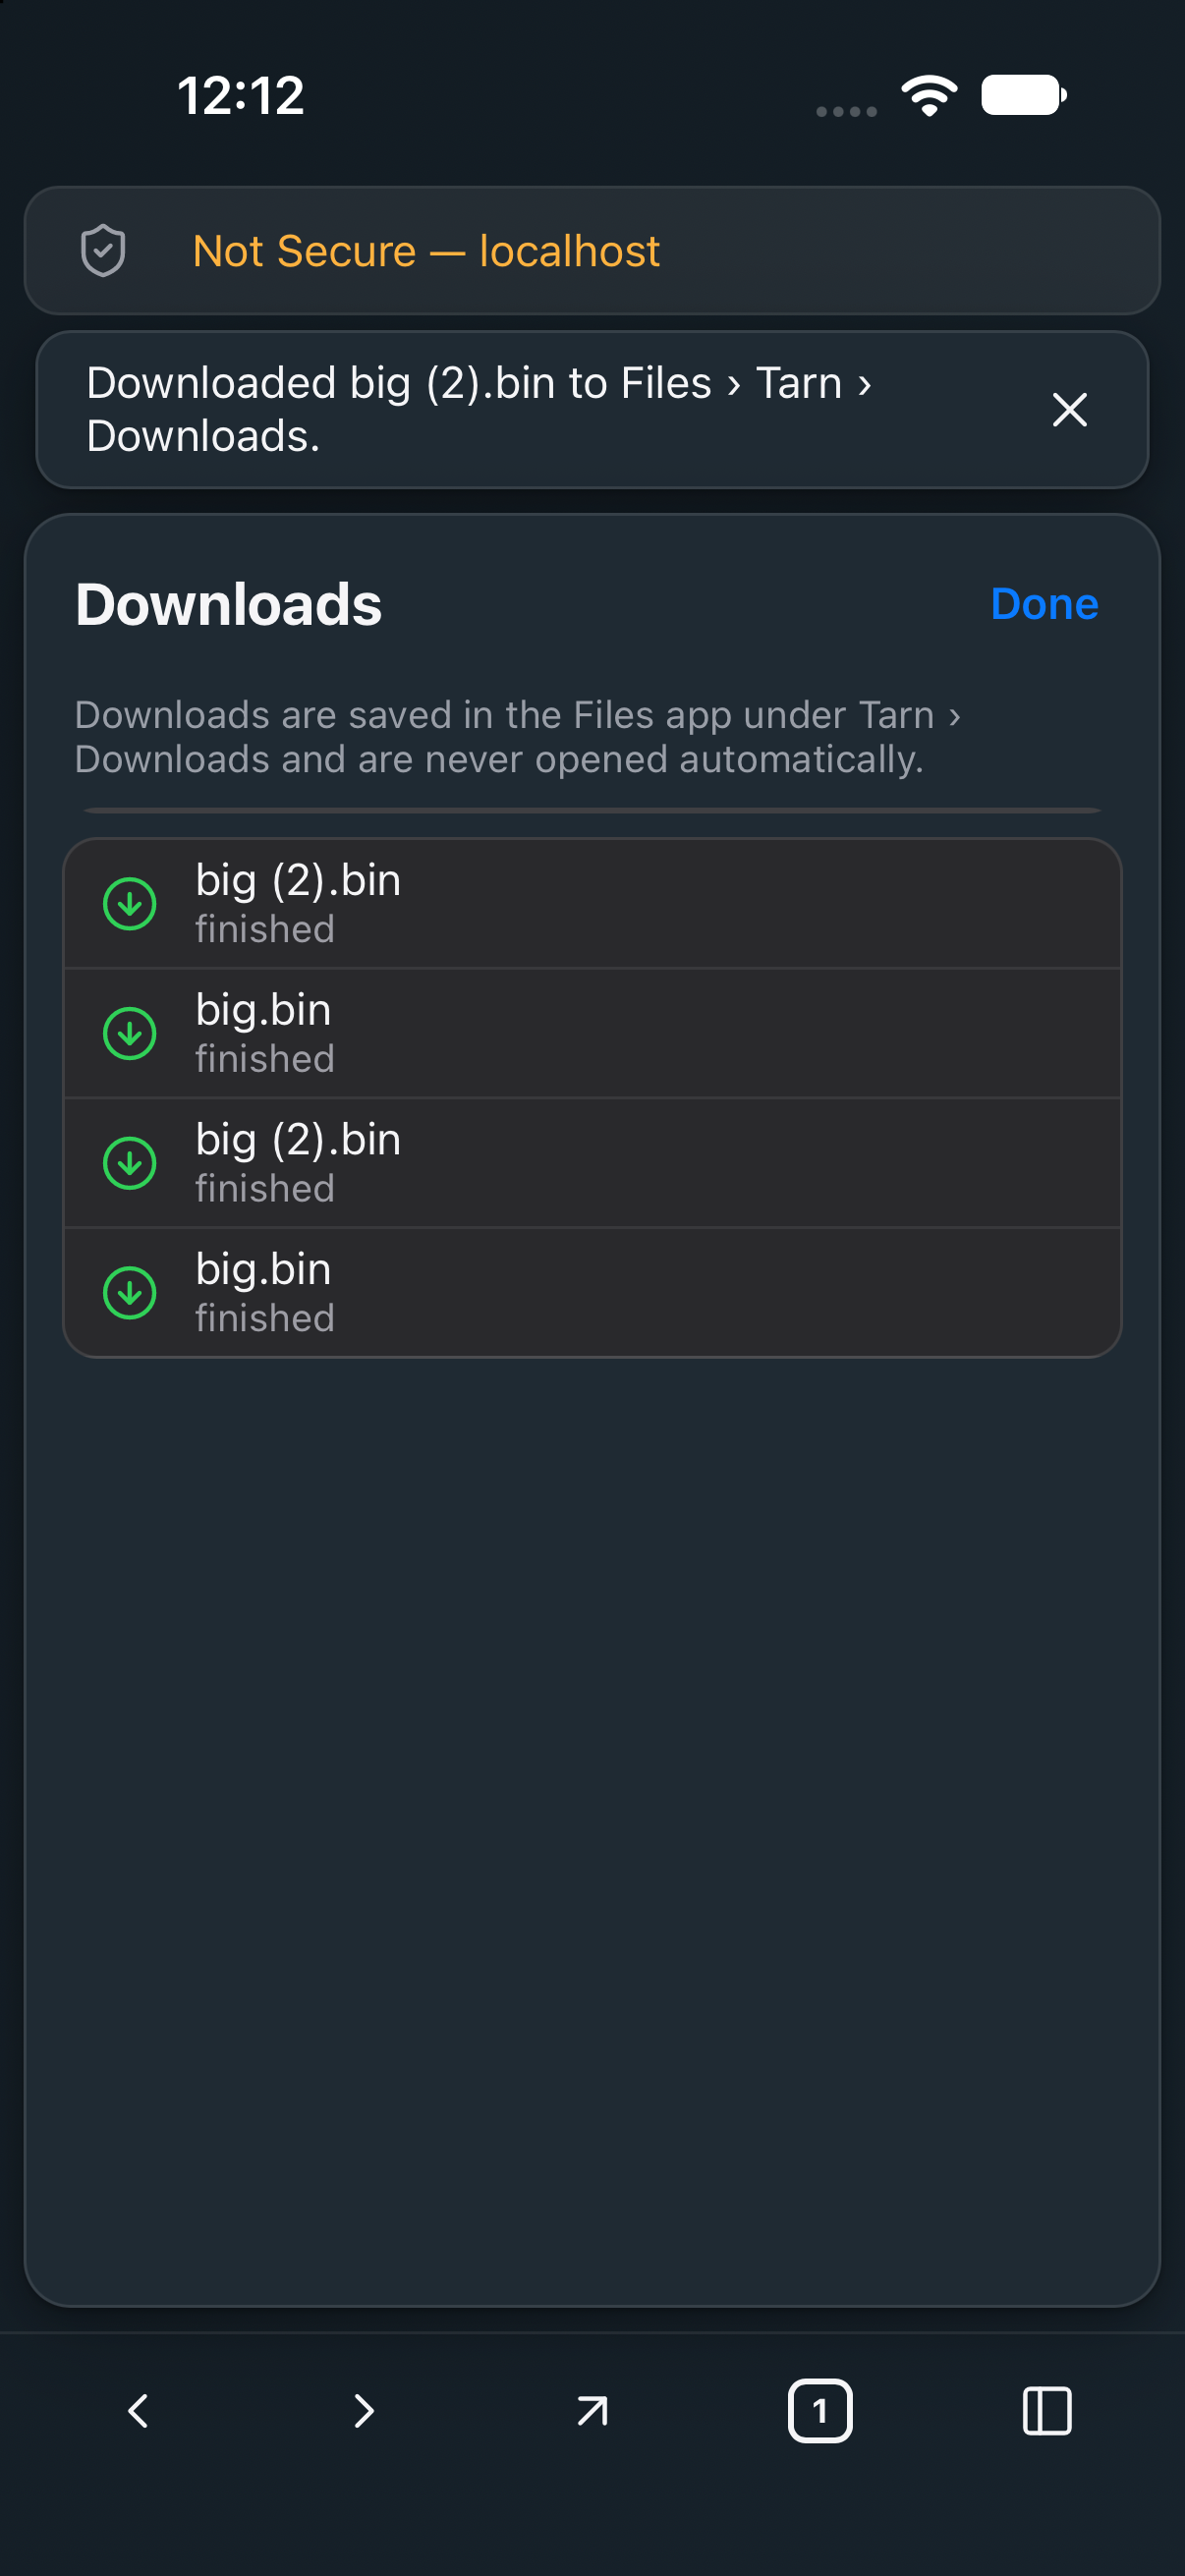 12:12
Not Secure — localhost
Downloaded big (2).bin to Files › Tarn ›
Downloads.
Downloads
Done
Downloads are saved in the Files app under Tarn ›
Downloads and are never opened automatically.
big (2).bin
finished
big.bin
finished
big (2).bin
finished
big.bin
finished
1